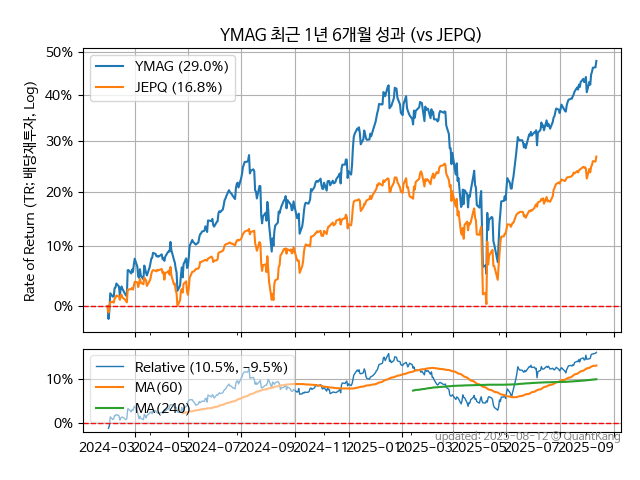 YMAG 최근 1년 6개월 성과 (vs JEPQ)
50%
40%
30%
20%
10%
0%
Rate of Return (TR: 배당재투자, Log)
YMAG (29.0%)
JEPQ (16.8%)
10%
0%
Relative (10.5%, −9.5%)
MA(60)
MA(240)
2024-03
2024-05
2024-07
2024-09
2024-11
2025-01
2025-03
2025-05
2025-07
2025-09
updated: 2025-08-12 © QuantKang